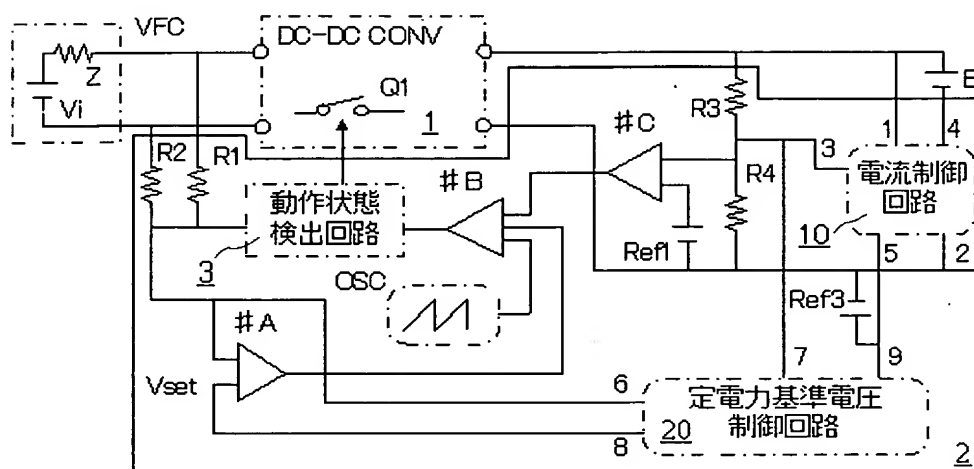 VFC
DC-DC CONV
Z
Vi
Q1
1
R2
R1
#C
R3
R4
3
1
4
E
電流制御
回路
10
5
2
#B
動作状態
検出回路
3
Ref1
OSC
Ref3
#A
7
9
Vset
6
8
定電力基準電圧
制御回路
20
2